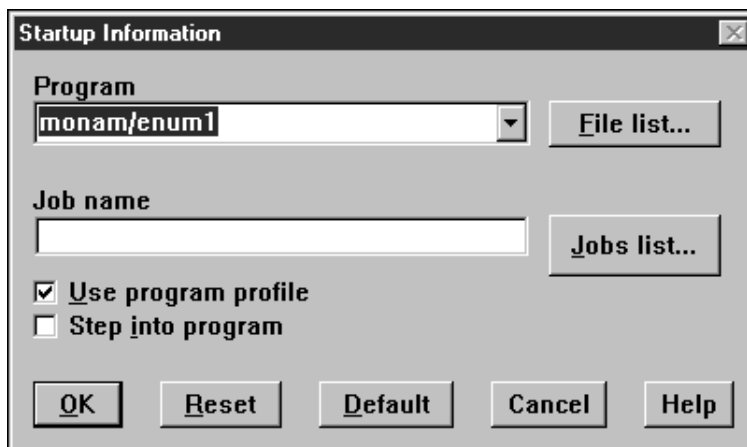 Startup Information
Program
monam/enum1
File list...
Job name
Jobs list...
Use program profile
Step into program
OK Reset Default Cancel Help